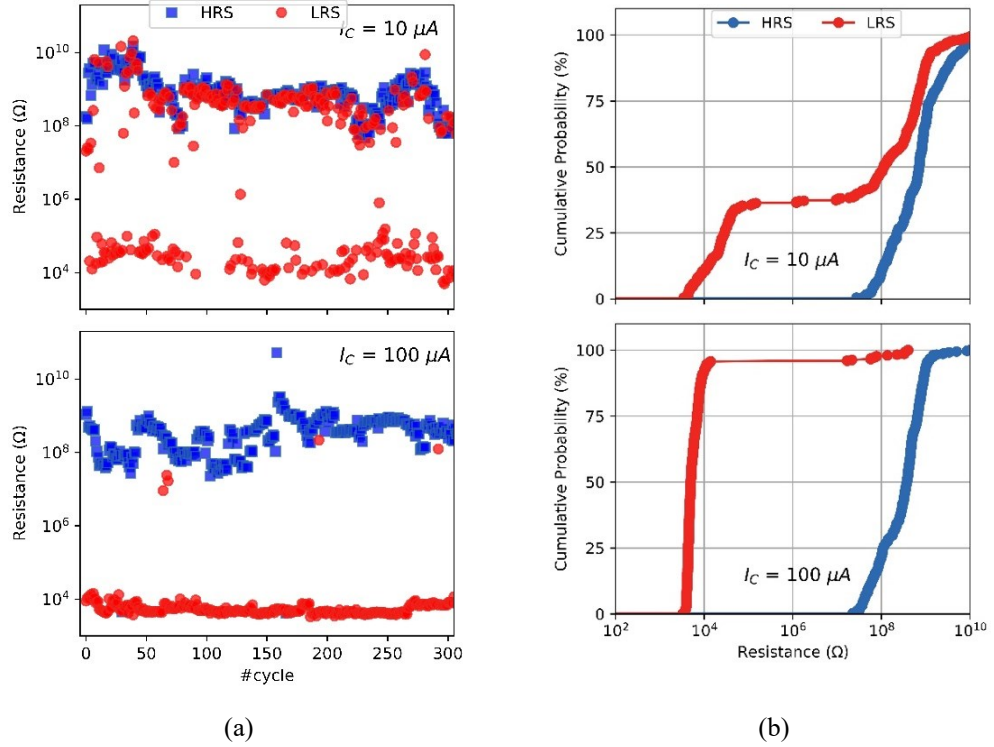 HRS LRS
I_C = 10 μA
Resistance (Ω)
10^10
10^8
10^6
10^4
I_C = 100 μA
Resistance (Ω)
10^10
10^8
10^6
10^4
0 50 100 150 200 250 300
#cycle
(a)
HRS LRS
Cumulative Probability (%)
100
75
50
25
0
I_C = 10 μA
Cumulative Probability (%)
100
75
50
25
0
I_C = 100 μA
10^2 10^4 10^6 10^8 10^10
Resistance (Ω)
(b)